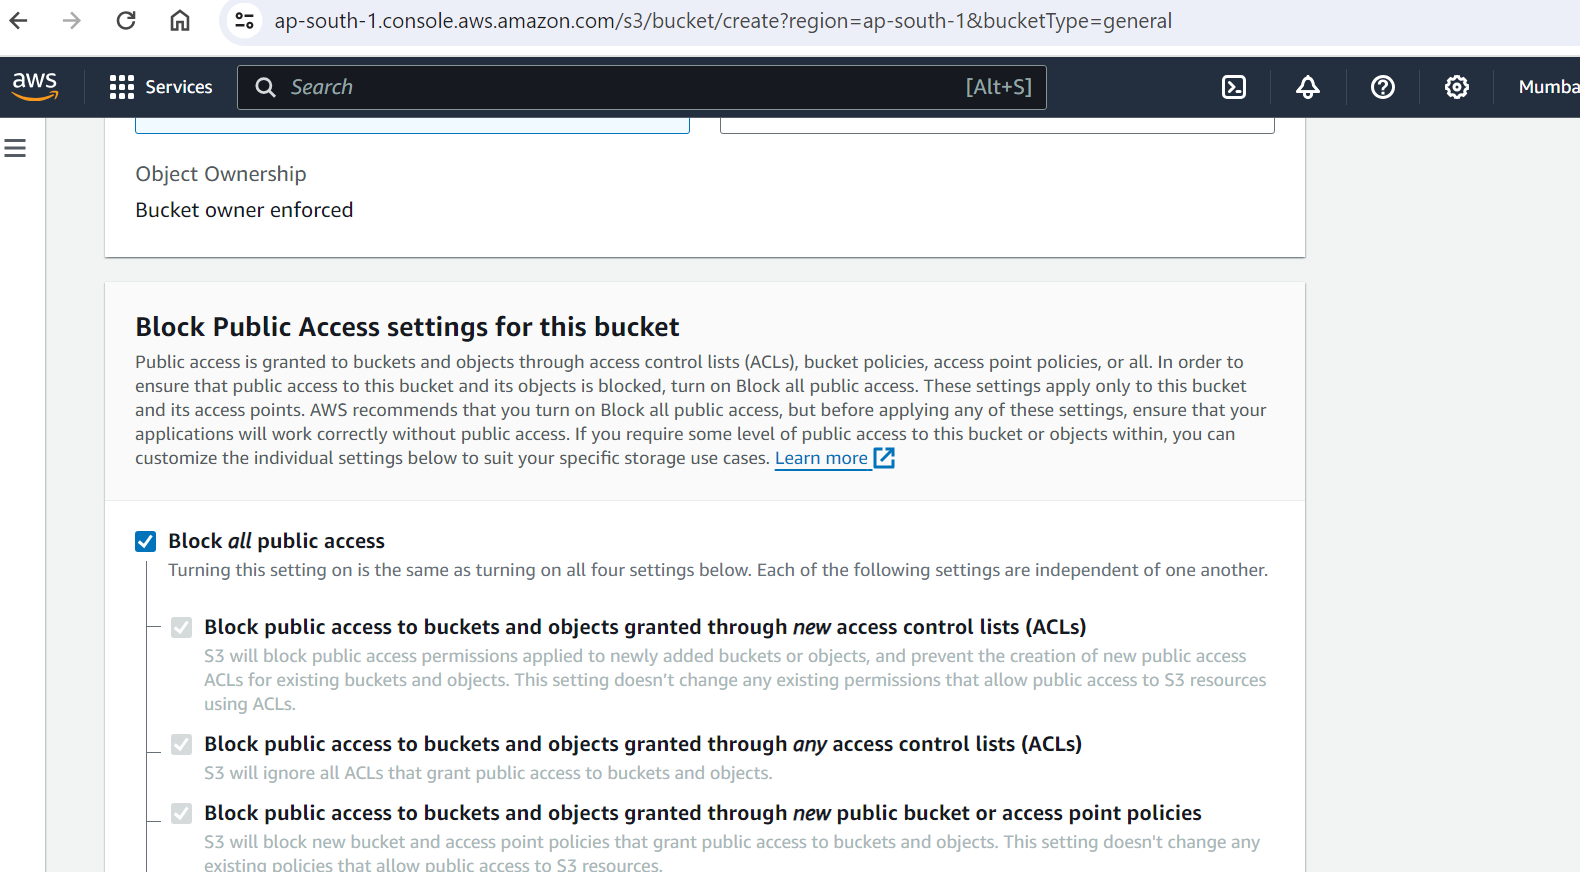 ap-south-1.console.aws.amazon.com/s3/bucket/create?region=ap-south-1&bucketType=general
aws
Services
Search
[Alt+S]
Mumba
Object Ownership
Bucket owner enforced
Block Public Access settings for this bucket
Public access is granted to buckets and objects through access control lists (ACLs), bucket policies, access point policies, or all. In order to
ensure that public access to this bucket and its objects is blocked, turn on Block all public access. These settings apply only to this bucket
and its access points. AWS recommends that you turn on Block all public access, but before applying any of these settings, ensure that your
applications will work correctly without public access. If you require some level of public access to this bucket or objects within, you can
customize the individual settings below to suit your specific storage use cases. Learn more
Block all public access
Turning this setting on is the same as turning on all four settings below. Each of the following settings are independent of one another.
Block public access to buckets and objects granted through new access control lists (ACLs)
S3 will block public access permissions applied to newly added buckets or objects, and prevent the creation of new public access
ACLs for existing buckets and objects. This setting doesn’t change any existing permissions that allow public access to S3 resources
using ACLs.
Block public access to buckets and objects granted through any access control lists (ACLs)
S3 will ignore all ACLs that grant public access to buckets and objects.
Block public access to buckets and objects granted through new public bucket or access point policies
S3 will block new bucket and access point policies that grant public access to buckets and objects. This setting doesn't change any
existing policies that allow public access to S3 resources.